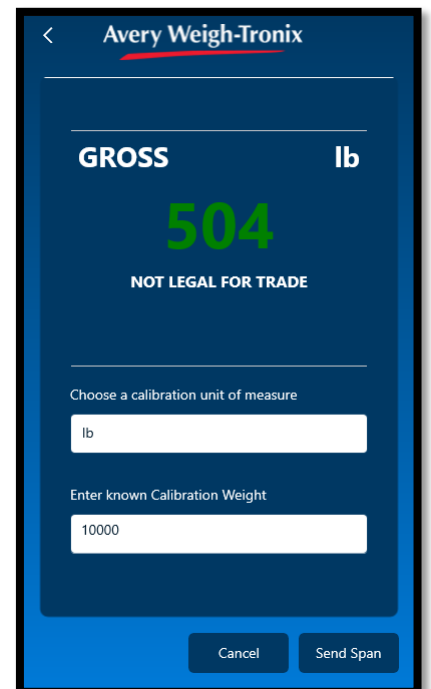 Avery Weigh-Tronix
GROSS lb
504
NOT LEGAL FOR TRADE
Choose a calibration unit of measure
lb
Enter known Calibration Weight
10000
Cancel Send Span